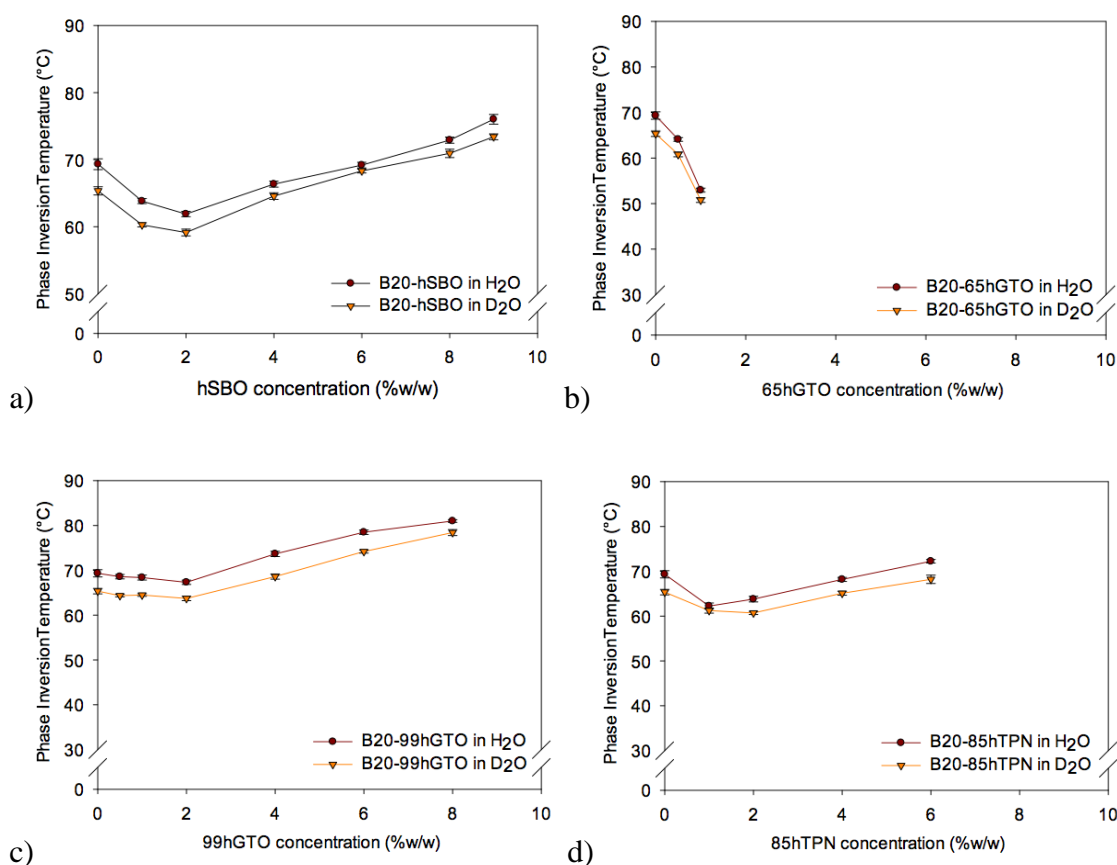 Phase InversionTemperature (°C)
90
80
70
60
50
0
B20-hSBO in H2O
B20-hSBO in D2O
0 2 4 6 8 10
hSBO concentration (%w/w)
a)
Phase InversionTemperature (°C)
90
80
70
60
50
40
30
0
B20-65hGTO in H2O
B20-65hGTO in D2O
0 2 4 6 8 10
65hGTO concentration (%w/w)
b)
Phase InversionTemperature (°C)
90
80
70
60
50
40
30
0
B20-99hGTO in H2O
B20-99hGTO in D2O
0 2 4 6 8 10
99hGTO concentration (%w/w)
c)
Phase InversionTemperature (°C)
90
80
70
60
50
40
30
0
B20-85hTPN in H2O
B20-85hTPN in D2O
0 2 4 6 8 10
85hTPN concentration (%w/w)
d)